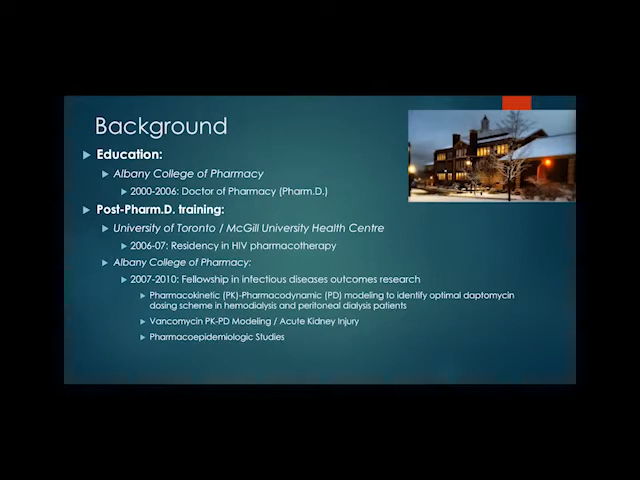 Background
Education:
Albany College of Pharmacy
2000-2006: Doctor of Pharmacy (Pharm.D.)
Post-Pharm.D. training:
University of Toronto / McGill University Health Centre
2006-07: Residency in HIV pharmacotherapy
Albany College of Pharmacy:
2007-2010: Fellowship in infectious diseases outcomes research
Pharmacokinetic (PK)-Pharmacodynamic (PD) modeling to identify optimal daptomycin
dosing scheme in hemodialysis and peritoneal dialysis patients
Vancomycin PK-PD Modeling / Acute Kidney Injury
Pharmacoepidemiologic Studies